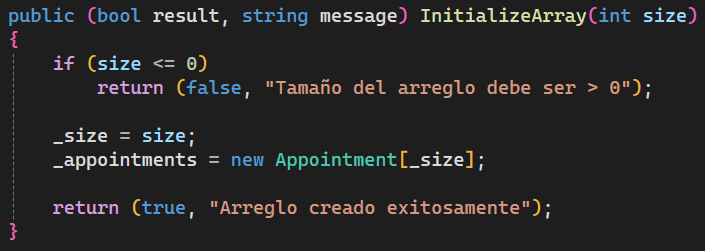 public (bool result, string message) InitializeArray(int size)
{
    if (size <= 0)
        return (false, "Tamaño del arreglo debe ser > 0");

    _size = size;
    _appointments = new Appointment[_size];

    return (true, "Arreglo creado exitosamente");
}